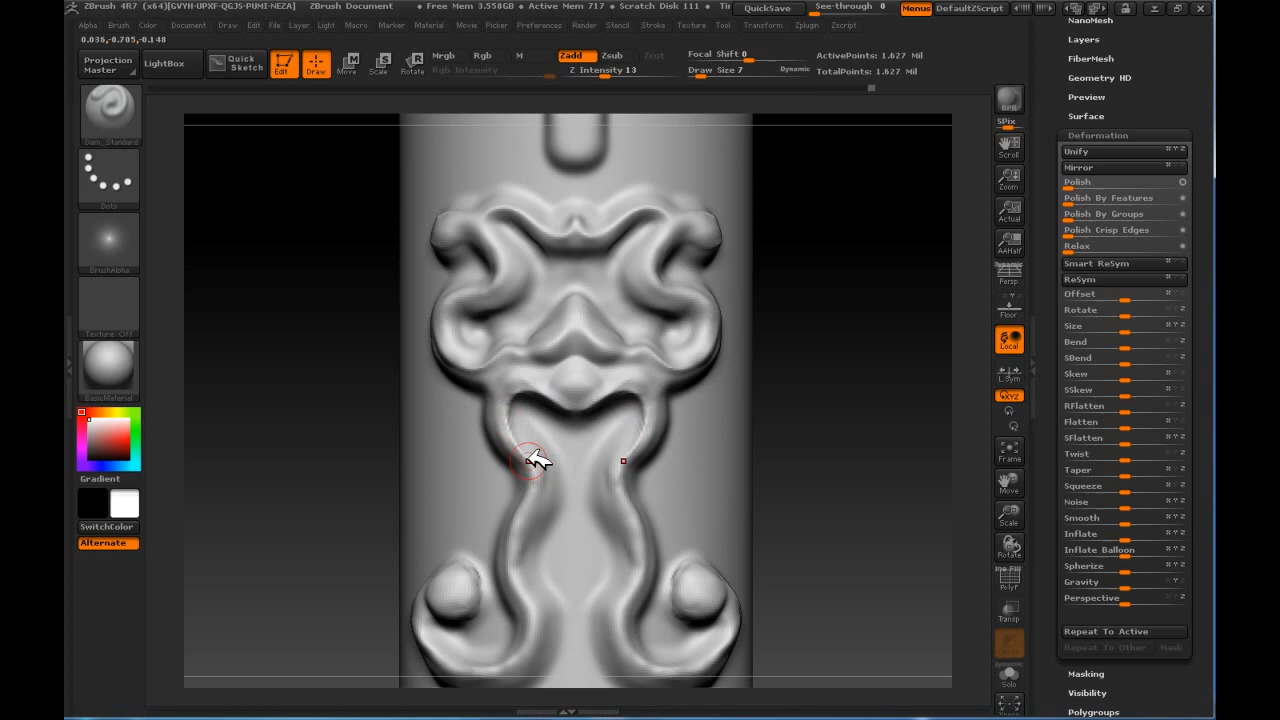 ZBrush 4R7 (x64)[GVYH-UPXF-QGJS-PUMI-NEZA] ZBrush Document ● Free Mem 3.558GB ● Active Mem 717 ● Scratch Disk 111 ● QuickSave See-through 0 Menus DefaultZScript
Alpha Brush Color Document Draw Edit File Layer Light Macro Marker Material Movie Picker Preferences Render Stencil Stroke Texture Tool Transform Zplugin Zscript
0.036,-0.705,-0.148
Projection Master
LightBox
Quick Sketch
Edit
Draw
Move
Scale
Rotate
Mrgb Rgb M
Rgb Intensity
Zadd Zsub Zcut
Z Intensity 13
Focal Shift 0
Draw Size 7 Dynamic
ActivePoints: 1.627 Mil
TotalPoints: 1.627 Mil
Dam_Standard
Dots
BrushAlpha
Texture Off
BasicMaterial
Gradient
SwitchColor
Alternate
BPR
SPix
Scroll
Zoom
Actual
AAHalf
Dynamic
Persp
Floor
Local
L.Sym
XYZ
Frame
Move
Scale
Rotate
Line Fill
PolyF
Transp
Dynamic
Solo
NanoMesh
Layers
FiberMesh
Geometry HD
Preview
Surface
Deformation
Unify
Mirror
Polish
Polish By Features
Polish By Groups
Polish Crisp Edges
Relax
Smart ReSym
ReSym
Offset
Rotate
Size
Bend
SBend
Skew
SSkew
RFlatten
Flatten
SFlatten
Twist
Taper
Squeeze
Noise
Smooth
Inflate
Inflate Balloon
Spherize
Gravity
Perspective
Repeat To Active
Repeat To Other Mask
Masking
Visibility
Polygroups